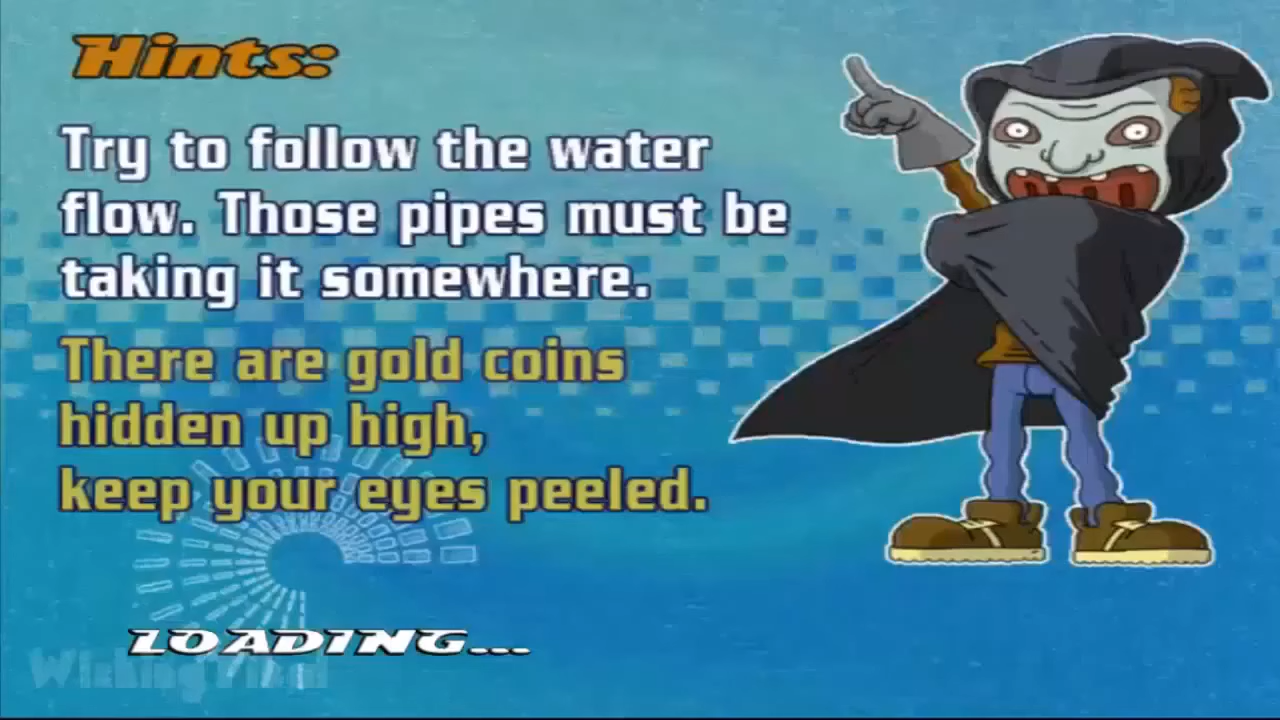 Hints:
Try to follow the water
flow. Those pipes must be
taking it somewhere.
There are gold coins
hidden up high,
keep your eyes peeled.
LOADING...